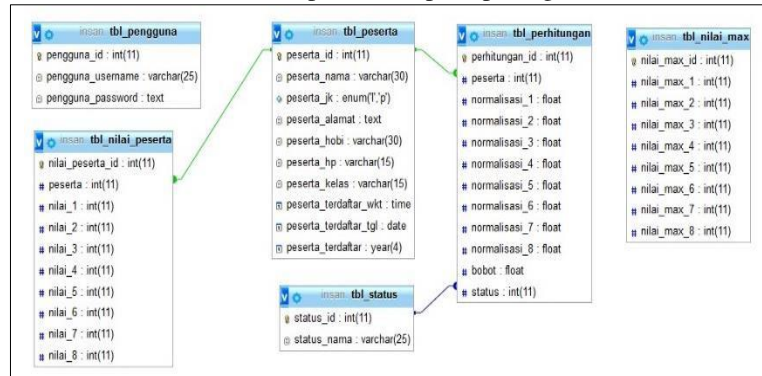 insan tbl_pengguna
pengguna_id : int(11)
pengguna_username : varchar(25)
pengguna_password : text
insan tbl_nilai_peserta
nilai_peserta_id : int(11)
peserta : int(11)
nilai_1 : int(11)
nilai_2 : int(11)
nilai_3 : int(11)
nilai_4 : int(11)
nilai_5 : int(11)
nilai_6 : int(11)
nilai_7 : int(11)
nilai_8 : int(11)
insan tbl_peserta
peserta_id : int(11)
peserta_nama : varchar(30)
peserta_jk : enum('l','p')
peserta_alamat : text
peserta_hobi : varchar(30)
peserta_hp : varchar(15)
peserta_kelas : varchar(15)
peserta_terdaftar_wkt : time
peserta_terdaftar_tgl : date
peserta_terdaftar : year(4)
insan tbl_status
status_id : int(11)
status_nama : varchar(25)
insan tbl_perhitungan
perhitungan_id : int(11)
peserta : int(11)
normalisasi_1 : float
normalisasi_2 : float
normalisasi_3 : float
normalisasi_4 : float
normalisasi_5 : float
normalisasi_6 : float
normalisasi_7 : float
normalisasi_8 : float
bobot : float
status : int(11)
insan tbl_nilai_max
nilai_max_id : int(11)
nilai_max_1 : int(11)
nilai_max_2 : int(11)
nilai_max_3 : int(11)
nilai_max_4 : int(11)
nilai_max_5 : int(11)
nilai_max_6 : int(11)
nilai_max_7 : int(11)
nilai_max_8 : int(11)